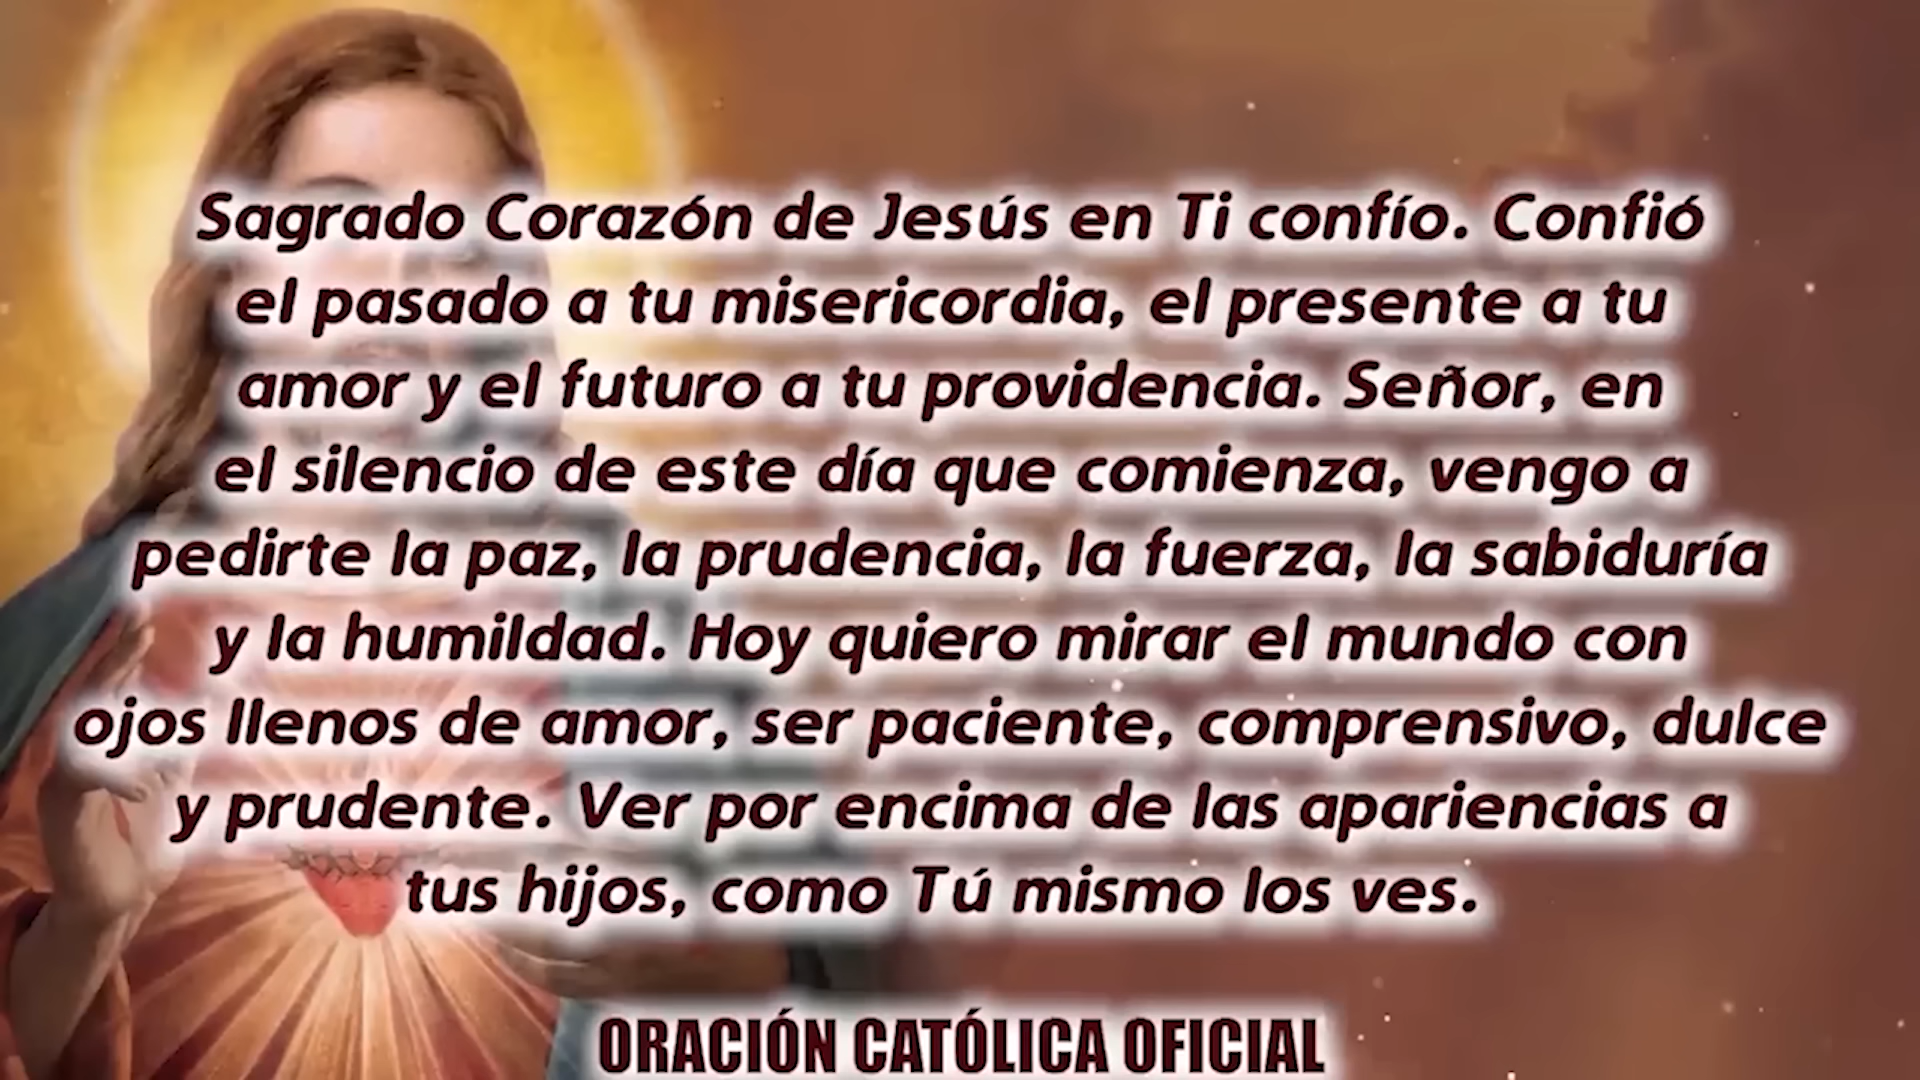 Sagrado Corazón de Jesús en Ti confío. Confió
el pasado a tu misericordia, el presente a tu
amor y el futuro a tu providencia. Señor, en
el silencio de este día que comienza, vengo a
pedirte la paz, la prudencia, la fuerza, la sabiduría
y la humildad. Hoy quiero mirar el mundo con
ojos llenos de amor, ser paciente, comprensivo, dulce
y prudente. Ver por encima de las apariencias a
tus hijos, como Tú mismo los ves.
ORACIÓN CATÓLICA OFICIAL